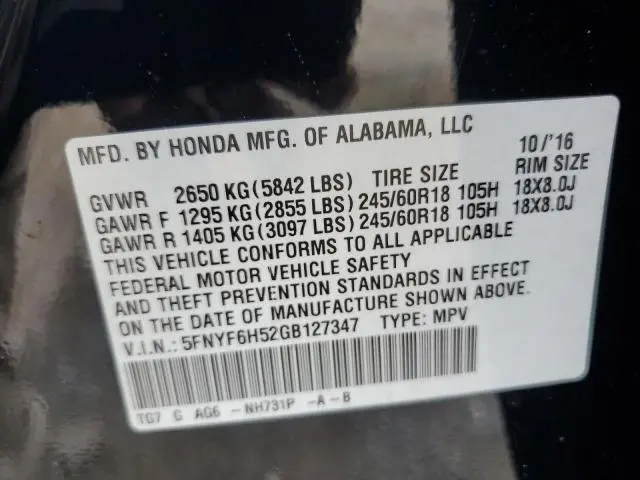 MFD. BY HONDA MFG. OF ALABAMA, LLC 10/'16
GVWR 2650 KG (5842 LBS) TIRE SIZE RIM SIZE
GAWR F 1295 KG (2855 LBS) 245/60R18 105H 18X8.0J
GAWR R 1405 KG (3097 LBS) 245/60R18 105H 18X8.0J
THIS VEHICLE CONFORMS TO ALL APPLICABLE
FEDERAL MOTOR VEHICLE SAFETY
AND THEFT PREVENTION STANDARDS IN EFFECT
ON THE DATE OF MANUFACTURE SHOWN ABOVE.
V.I.N.: 5FNYF6H52GB127347 TYPE: MPV
TG7 G AG6 -NH731P -A-B